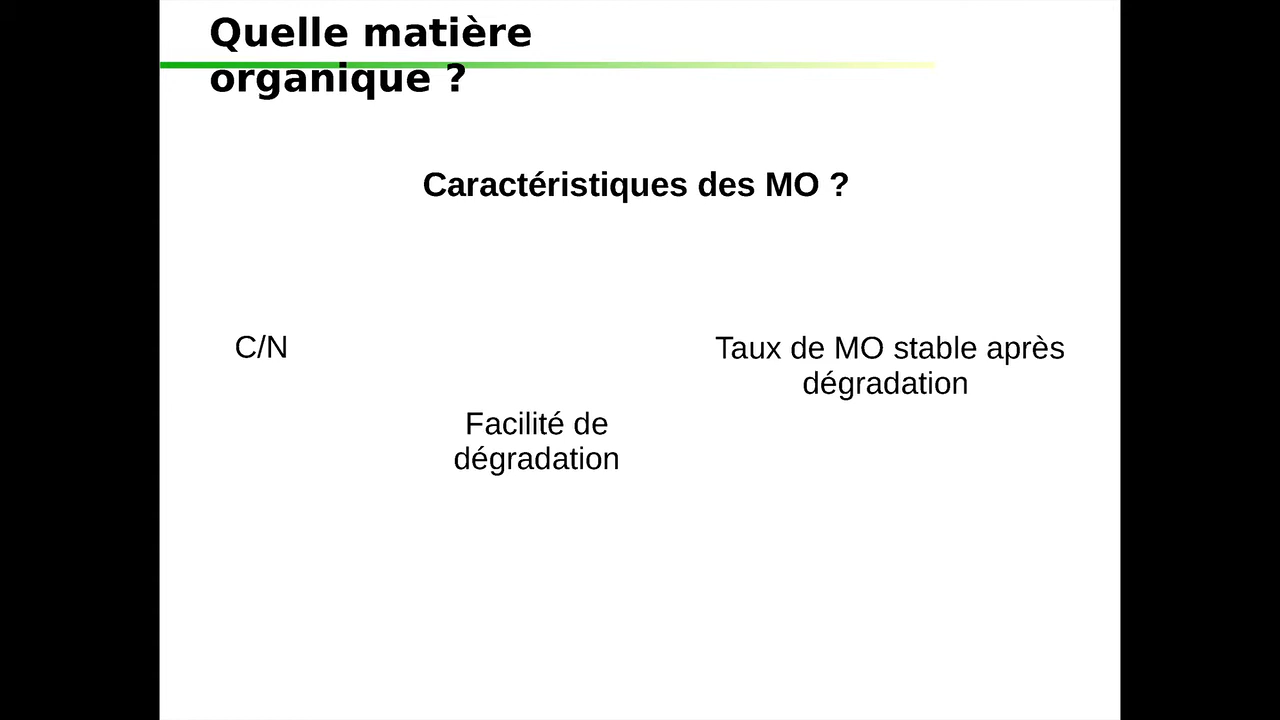 Quelle matière
organique ?
Caractéristiques des MO ?
C/N
Taux de MO stable après
dégradation
Facilité de
dégradation